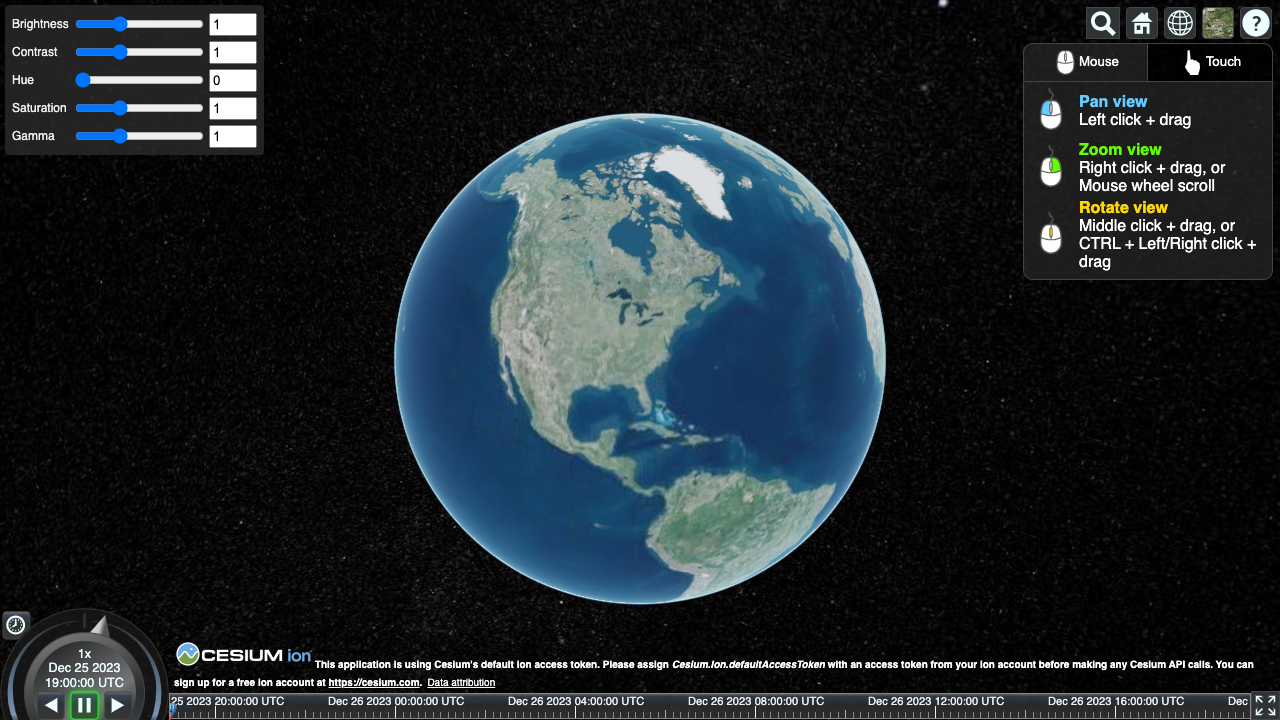 Brightness 1
Contrast 1
Hue 0
Saturation 1
Gamma 1
?
Mouse Touch
Pan view
Left click + drag
Zoom view
Right click + drag, or
Mouse wheel scroll
Rotate view
Middle click + drag, or
CTRL + Left/Right click +
drag
1x
Dec 25 2023
19:00:00 UTC
CESIUM ion This application is using Cesium's default ion access token. Please assign Cesium.Ion.defaultAccessToken with an access token from your ion account before making any Cesium API calls. You can
sign up for a free ion account at https://cesium.com. Data attribution
25 2023 20:00:00 UTC Dec 26 2023 00:00:00 UTC Dec 26 2023 04:00:00 UTC Dec 26 2023 08:00:00 UTC Dec 26 2023 12:00:00 UTC Dec 26 2023 16:00:00 UTC Dec